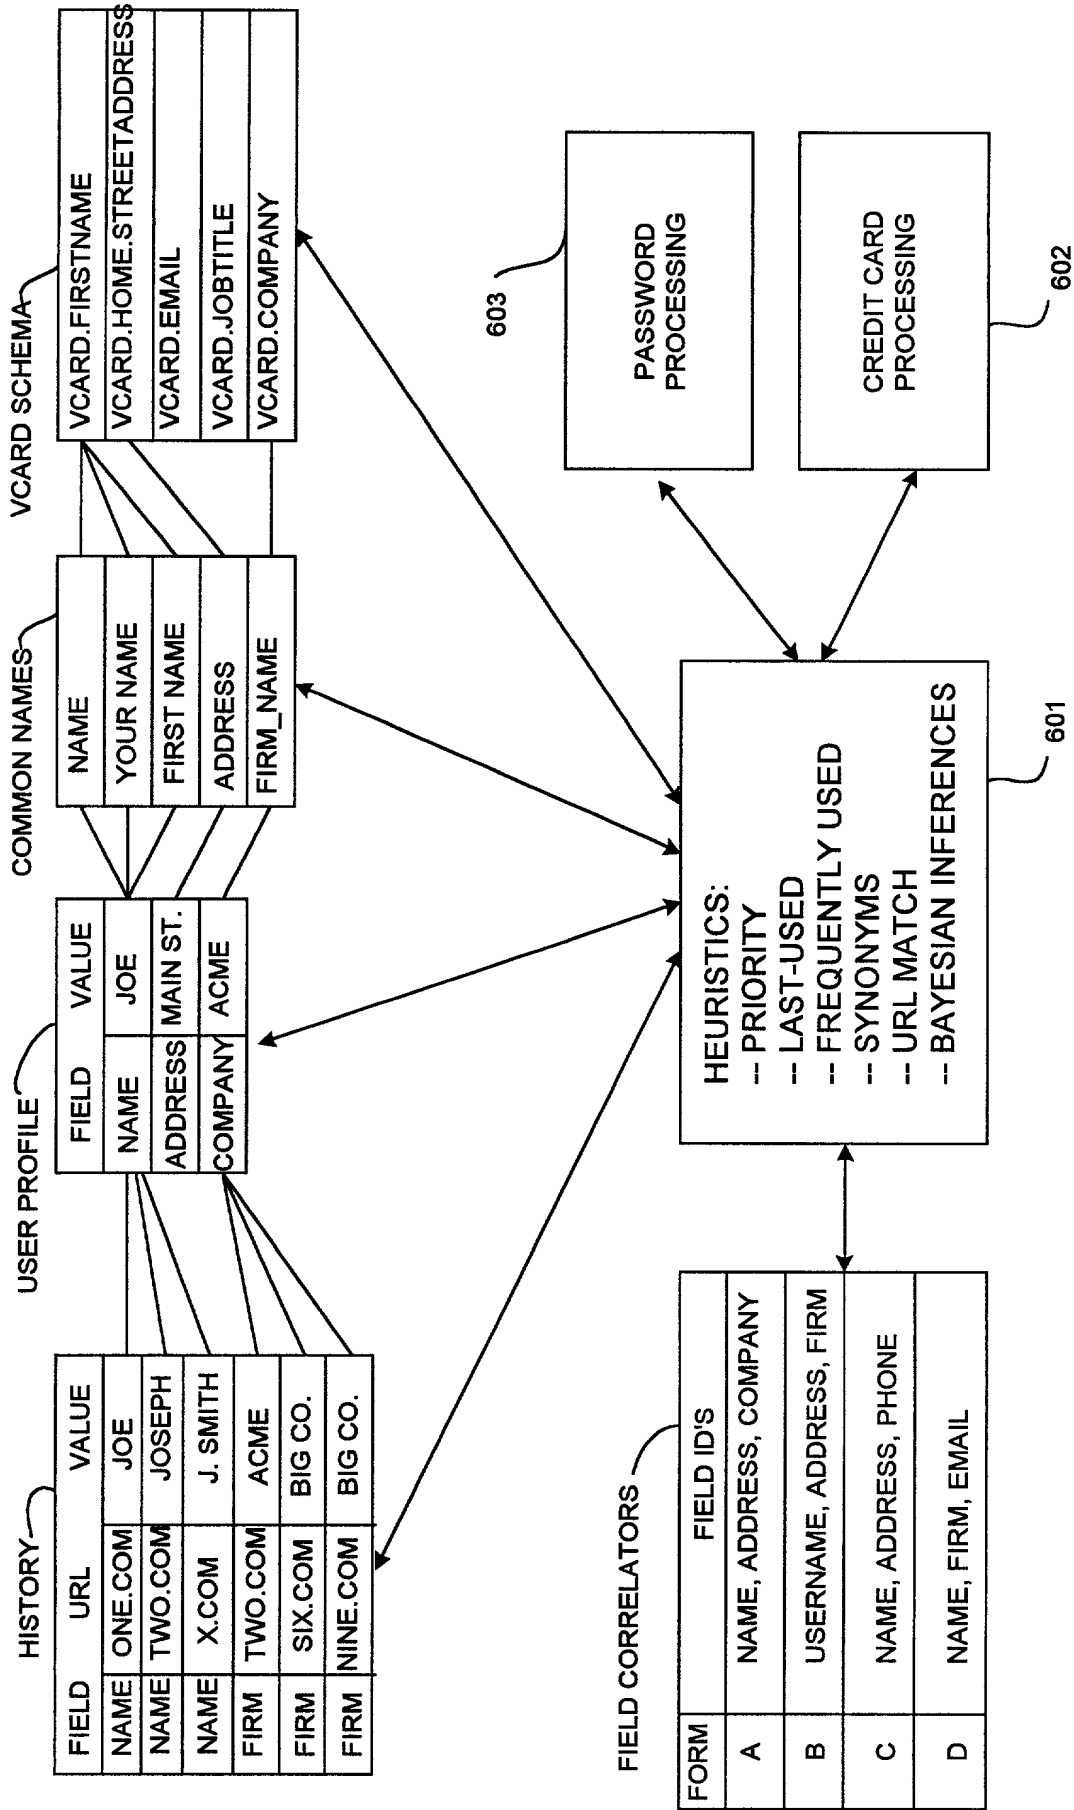 HISTORY
FIELD URL VALUE
NAME ONE.COM JOE
NAME TWO.COM JOSEPH
NAME X.COM J. SMITH
FIRM TWO.COM ACME
FIRM SIX.COM BIG CO.
FIRM NINE.COM BIG CO.
USER PROFILE
FIELD VALUE
NAME JOE
ADDRESS MAIN ST.
COMPANY ACME
COMMON NAMES
NAME
YOUR NAME
FIRST NAME
ADDRESS
FIRM_NAME
VCARD SCHEMA
VCARD.FIRSTNAME
VCARD.HOME.STREETADDRESS
VCARD.EMAIL
VCARD.JOBTITLE
VCARD.COMPANY
FIELD CORRELATORS
FORM FIELD ID'S
A NAME, ADDRESS, COMPANY
B USERNAME, ADDRESS, FIRM
C NAME, ADDRESS, PHONE
D NAME, FIRM, EMAIL
HEURISTICS:
-- PRIORITY
-- LAST-USED
-- FREQUENTLY USED
-- SYNONYMS
-- URL MATCH
-- BAYESIAN INFERENCES
601
603
PASSWORD
PROCESSING
CREDIT CARD
PROCESSING
602